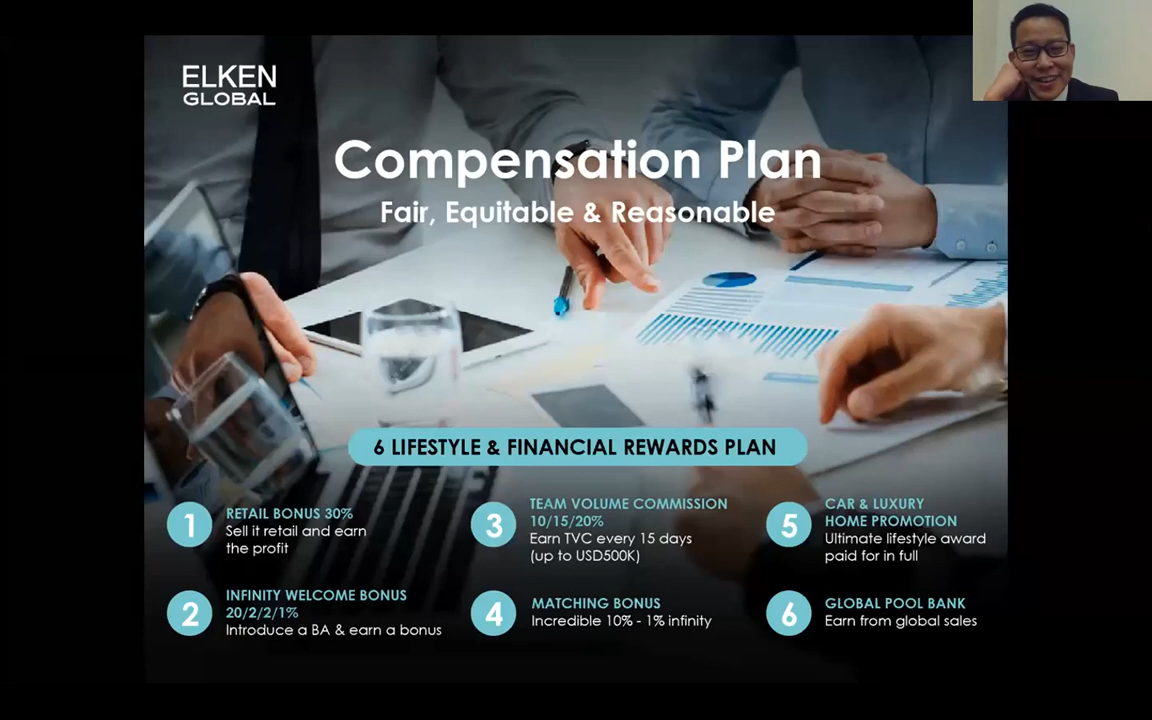 ELKEN
GLOBAL
Compensation Plan
Fair, Equitable & Reasonable
6 LIFESTYLE & FINANCIAL REWARDS PLAN
1
RETAIL BONUS 30%
Sell it retail and earn
the profit
2
INFINITY WELCOME BONUS
20/2/2/1%
Introduce a BA & earn a bonus
3
TEAM VOLUME COMMISSION
10/15/20%
Earn TVC every 15 days
(up to USD500K)
4
MATCHING BONUS
Incredible 10% - 1% infinity
5
CAR & LUXURY
HOME PROMOTION
Ultimate lifestyle award
paid for in full
6
GLOBAL POOL BANK
Earn from global sales